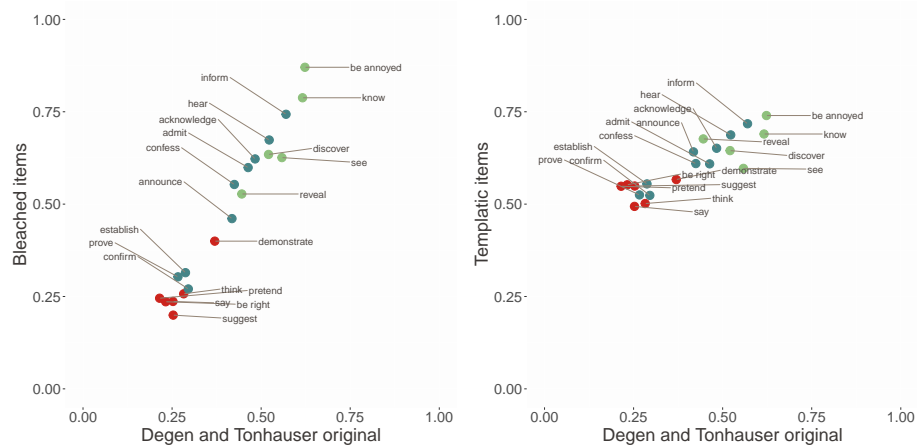 1.00
0.75
0.50
0.25
0.00
Bleached items
be annoyed
inform
know
hear
acknowledge
admit
discover
confess
see
announce
reveal
establish
demonstrate
prove
confirm
think
pretend
say
be right
suggest
0.00
0.25
0.50
0.75
1.00
Degen and Tonhauser original
1.00
0.75
0.50
0.25
0.00
Templatic items
inform
hear
acknowledge
be annoyed
admit
announce
know
confess
reveal
establish
discover
prove
confirm
be right
demonstrate
see
pretend
suggest
think
say
0.00
0.25
0.50
0.75
1.00
Degen and Tonhauser original